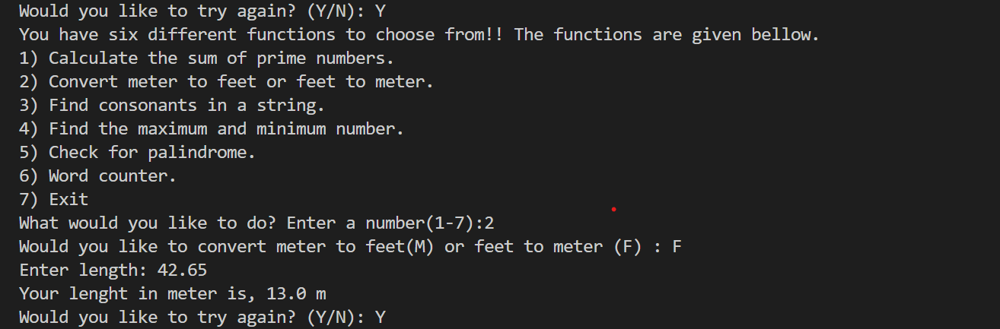 Would you like to try again? (Y/N): Y
You have six different functions to choose from!! The functions are given bellow.
1) Calculate the sum of prime numbers.
2) Convert meter to feet or feet to meter.
3) Find consonants in a string.
4) Find the maximum and minimum number.
5) Check for palindrome.
6) Word counter.
7) Exit
What would you like to do? Enter a number(1-7):2
Would you like to convert meter to feet(M) or feet to meter (F) : F
Enter length: 42.65
Your lenght in meter is, 13.0 m
Would you like to try again? (Y/N): Y